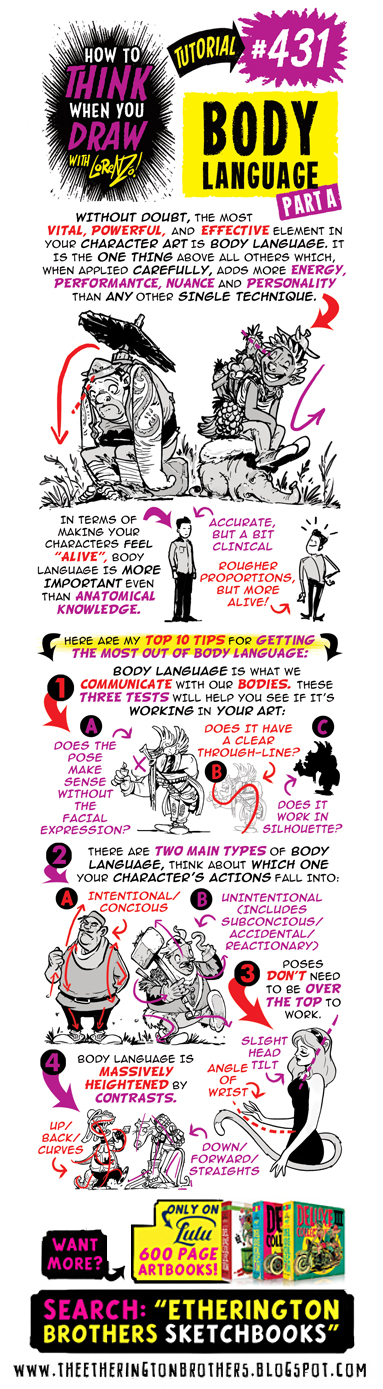 HOW TO
THINK
WHEN YOU
DRAW
WITH LORENZO!
TUTORIAL
#431
BODY
LANGUAGE
PART A
WITHOUT DOUBT, THE MOST
VITAL, POWERFUL, AND EFFECTIVE ELEMENT IN
YOUR CHARACTER ART IS BODY LANGUAGE. IT
IS THE ONE THING ABOVE ALL OTHERS WHICH,
WHEN APPLIED CAREFULLY, ADDS MORE ENERGY,
PERFORMANTCE, NUANCE AND PERSONALITY
THAN ANY OTHER SINGLE TECHNIQUE.
IN TERMS OF
MAKING YOUR
CHARACTERS FEEL
"ALIVE", BODY
LANGUAGE IS MORE
IMPORTANT EVEN
THAN ANATOMICAL
KNOWLEDGE.
ACCURATE,
BUT A BIT
CLINICAL
ROUGHER
PROPORTIONS,
BUT MORE
ALIVE!
HERE ARE MY TOP 10 TIPS FOR GETTING
THE MOST OUT OF BODY LANGUAGE:
1
BODY LANGUAGE IS WHAT WE
COMMUNICATE WITH OUR BODIES. THESE
THREE TESTS WILL HELP YOU SEE IF IT'S
WORKING IN YOUR ART:
A
DOES THE
POSE
MAKE
SENSE
WITHOUT
THE
FACIAL
EXPRESSION?
DOES IT HAVE
A CLEAR
THROUGH-LINE?
B
C
DOES IT
WORK IN
SILHOUETTE?
2
THERE ARE TWO MAIN TYPES OF BODY
LANGUAGE, THINK ABOUT WHICH ONE
YOUR CHARACTER'S ACTIONS FALL INTO:
A
INTENTIONAL/
CONCIOUS
B
UNINTENTIONAL
(INCLUDES
SUBCONCIOUS/
ACCIDENTAL/
REACTIONARY)
3
POSES
DON'T NEED
TO BE OVER
THE TOP TO
WORK.
SLIGHT
HEAD
TILT
ANGLE
OF
WRIST
4
BODY LANGUAGE IS
MASSIVELY
HEIGHTENED BY
CONTRASTS.
UP/
BACK/
CURVES
DOWN/
FORWARD/
STRAIGHTS
WANT
MORE?
ONLY ON
Lulu
600 PAGE
ARTBOOKS!
DELUXE
SEARCH: "ETHERINGTON
BROTHERS SKETCHBOOKS"
WWW.THEETHERINGTONBROTHERS.BLOGSPOT.COM